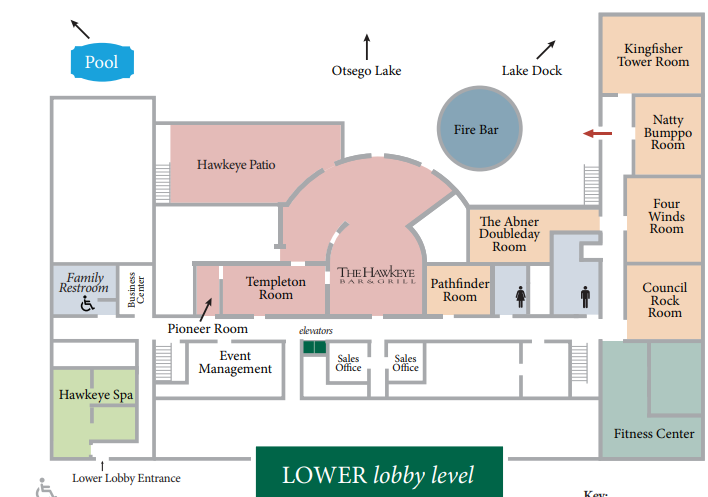 Pool
Otsego Lake
Lake Dock
Kingfisher
Tower Room
Fire Bar
Natty
Bumppo
Room
Hawkeye Patio
Four
Winds
Room
The Abner
Doubleday
Room
Family
Restroom
Business
Center
Templeton
Room
THE HAWKEYE
BAR & GRILL
Pathfinder
Room
Council
Rock
Room
Pioneer Room
elevators
Event
Management
Sales
Office
Sales
Office
Hawkeye Spa
Fitness Center
Lower Lobby Entrance
LOWER lobby level
Key: